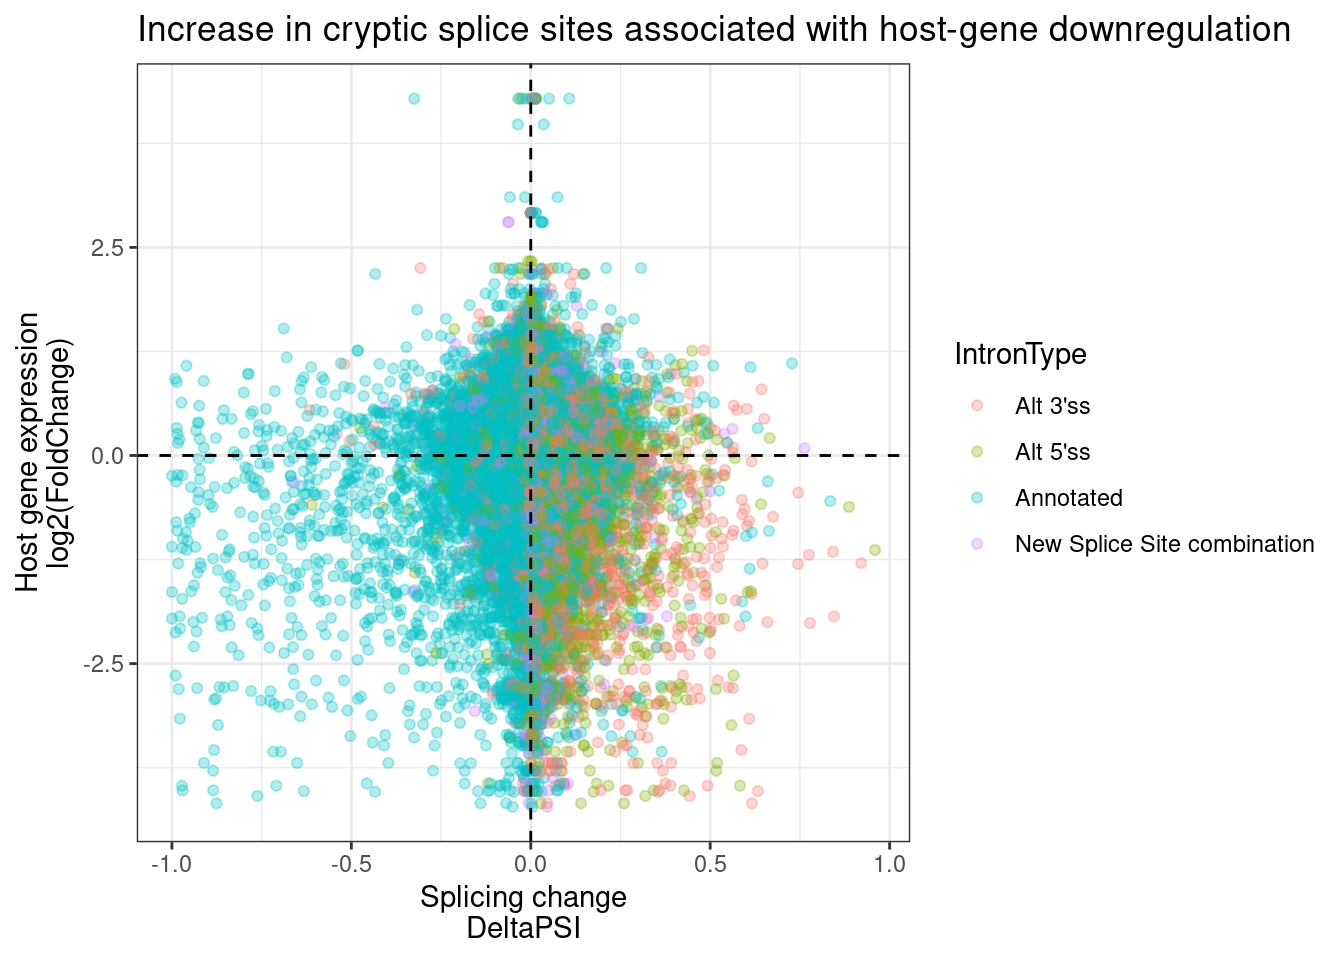 Increase in cryptic splice sites associated with host-gene downregulation
Host gene expression
log2(FoldChange)
2.5
0.0
-2.5
-1.0
-0.5
0.0
0.5
1.0
Splicing change
DeltaPSI
IntronType
Alt 3'ss
Alt 5'ss
Annotated
New Splice Site combination